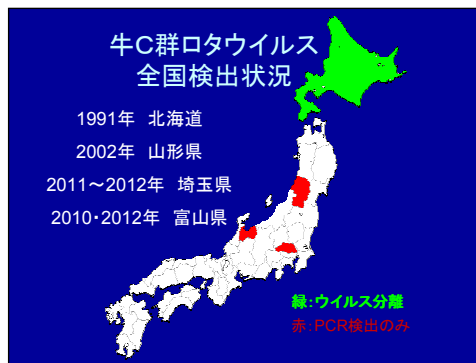 牛C群ロタウイルス
全国検出状況
1991年 北海道
2002年 山形県
2011～2012年 埼玉県
2010･2012年 富山県
緑:ウイルス分離
赤:PCR検出のみ